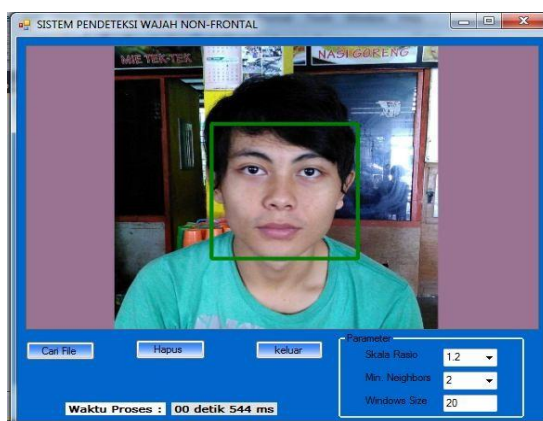 SISTEM PENDETEKSI WAJAH NON-FRONTAL
MIE TEK-TEK
NASI GORENG
Cari File
Hapus
keluar
Parameter
Skala Rasio
1.2
Min. Neighbors
2
Windows Size
20
Waktu Proses : 00 detik 544 ms